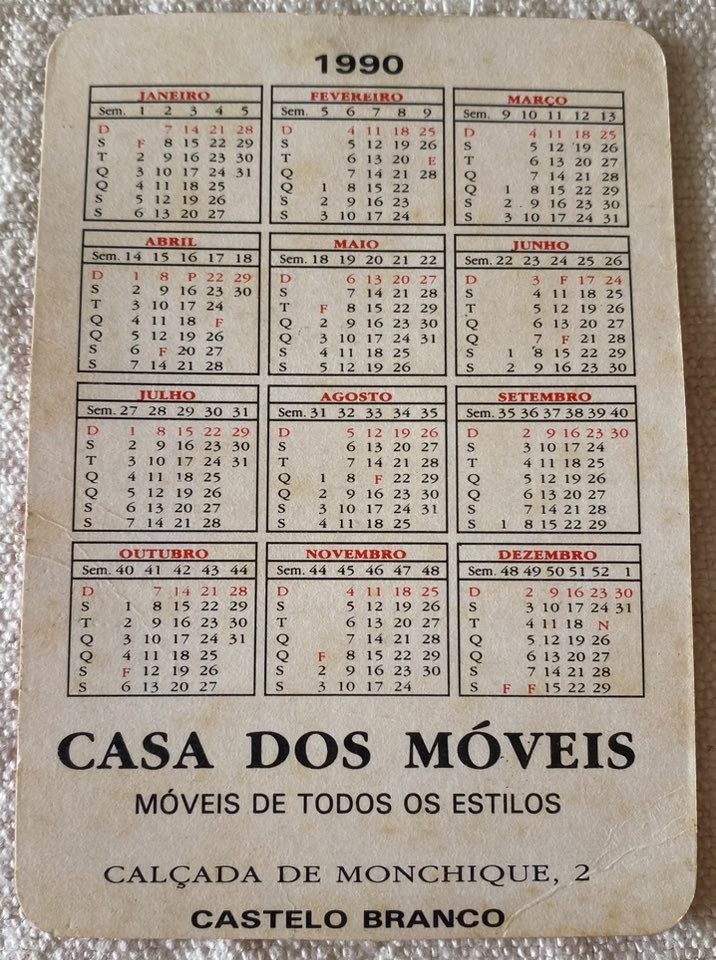 1990
JANEIRO
Sem. 1 2 3 4 5
D 7 14 21 28
S F 8 15 22 29
T 2 9 16 23 30
Q 3 10 17 24 31
Q 4 11 18 25
S 5 12 19 26
S 6 13 20 27
FEVEREIRO
Sem. 5 6 7 8 9
D 4 11 18 25
S 5 12 19 26
T 6 13 20 E
Q 7 14 21 28
Q 1 8 15 22
S 2 9 16 23
S 3 10 17 24
MARÇO
Sem. 9 10 11 12 13
D 4 11 18 25
S 5 12 19 26
T 6 13 20 27
Q 7 14 21 28
Q 1 8 15 22 29
S 2 9 16 23 30
S 3 10 17 24 31
ABRIL
Sem. 14 15 16 17 18
D 1 8 P 22 29
S 2 9 16 23 30
T 3 10 17 24
Q 4 11 18 F
Q 5 12 19 26
S 6 F 20 27
S 7 14 21 28
MAIO
Sem. 18 19 20 21 22
D 6 13 20 27
S 7 14 21 28
T F 8 15 22 29
Q 2 9 16 23 30
Q 3 10 17 24 31
S 4 11 18 25
S 5 12 19 26
JUNHO
Sem. 22 23 24 25 26
D 3 F 17 24
S 4 11 18 25
T 5 12 19 26
Q 6 13 20 27
Q 7 F 21 28
S 1 8 15 22 29
S 2 9 16 23 30
JULHO
Sem. 27 28 29 30 31
D 1 8 15 22 29
S 2 9 16 23 30
T 3 10 17 24 31
Q 4 11 18 25
Q 5 12 19 26
S 6 13 20 27
S 7 14 21 28
AGOSTO
Sem. 31 32 33 34 35
D 5 12 19 26
S 6 13 20 27
T 7 14 21 28
Q 1 8 F 22 29
Q 2 9 16 23 30
S 3 10 17 24 31
S 4 11 18 25
SETEMBRO
Sem. 35 36 37 38 39 40
D 2 9 16 23 30
S 3 10 17 24
T 4 11 18 25
Q 5 12 19 26
Q 6 13 20 27
S 7 14 21 28
S 1 8 15 22 29
OUTUBRO
Sem. 40 41 42 43 44
D 7 14 21 28
S 1 8 15 22 29
T 2 9 16 23 30
Q 3 10 17 24 31
Q 4 11 18 25
S F 12 19 26
S 6 13 20 27
NOVEMBRO
Sem. 44 45 46 47 48
D 4 11 18 25
S 5 12 19 26
T 6 13 20 27
Q 7 14 21 28
Q F 8 15 22 29
S 2 9 16 23 30
S 3 10 17 24
DEZEMBRO
Sem. 48 49 50 51 52 1
D 2 9 16 23 30
S 3 10 17 24 31
T 4 11 18 N
Q 5 12 19 26
Q 6 13 20 27
S 7 14 21 28
S F F 15 22 29
CASA DOS MÓVEIS
MÓVEIS DE TODOS OS ESTILOS
CALÇADA DE MONCHIQUE, 2
CASTELO BRANCO